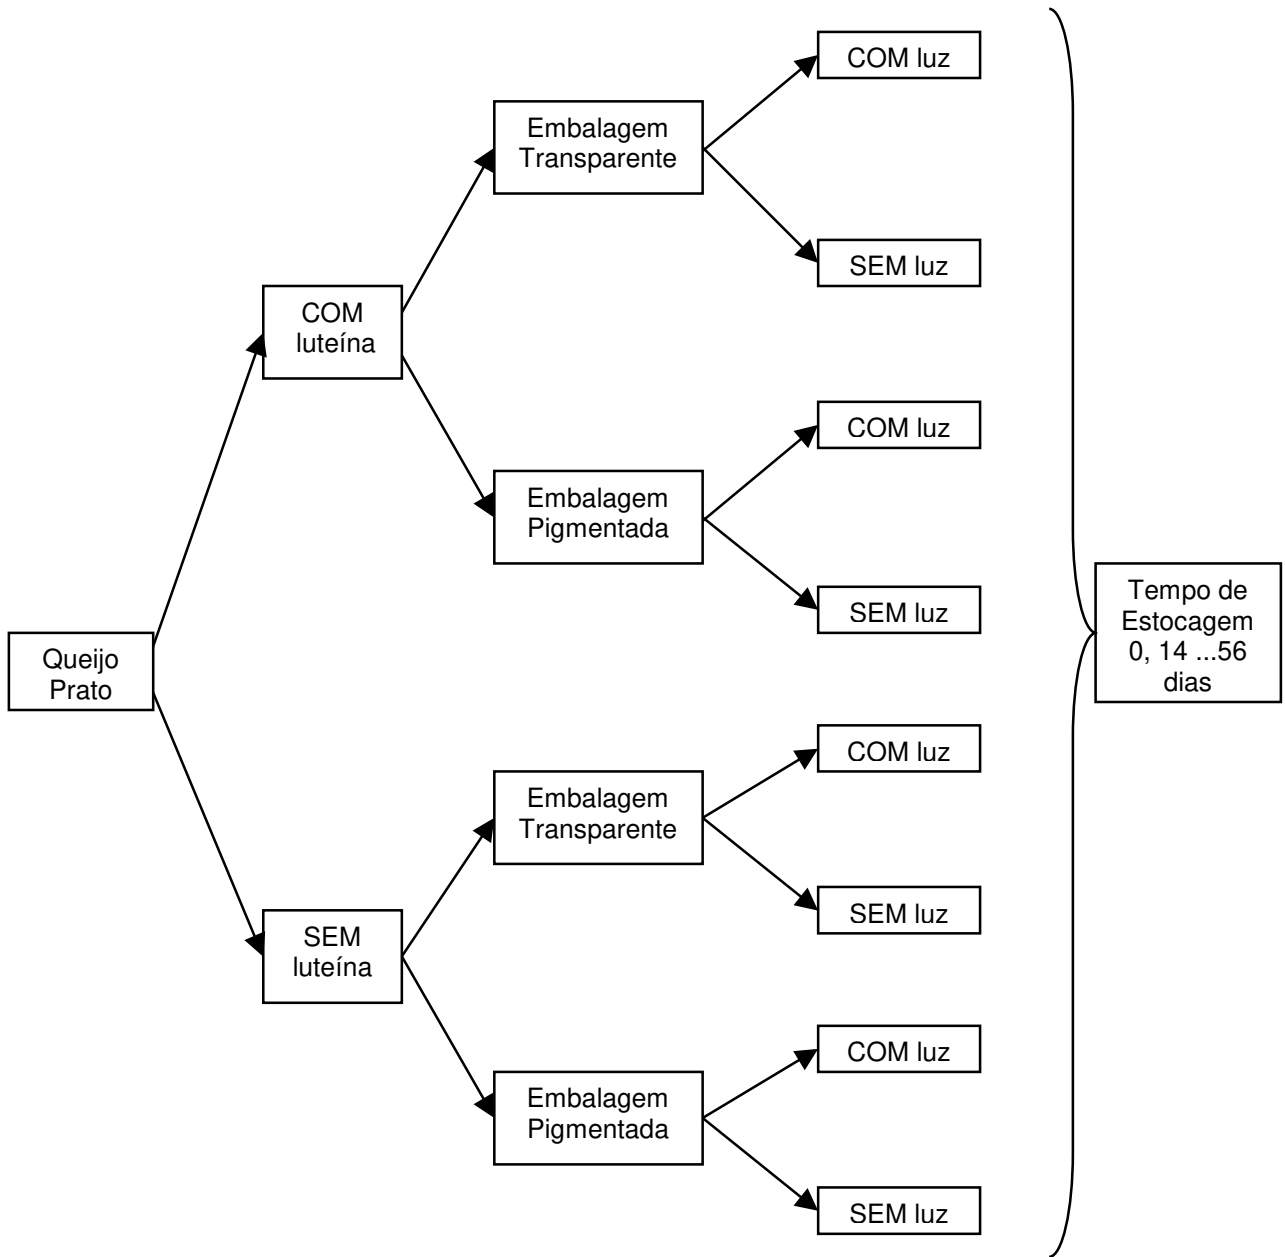 COM luz
Embalagem
Transparente
SEM luz
COM
luteína
COM luz
Embalagem
Pigmentada
SEM luz
Queijo
Prato
Tempo de
Estocagem
0, 14 ...56
dias
COM luz
Embalagem
Transparente
SEM luz
SEM
luteína
COM luz
Embalagem
Pigmentada
SEM luz